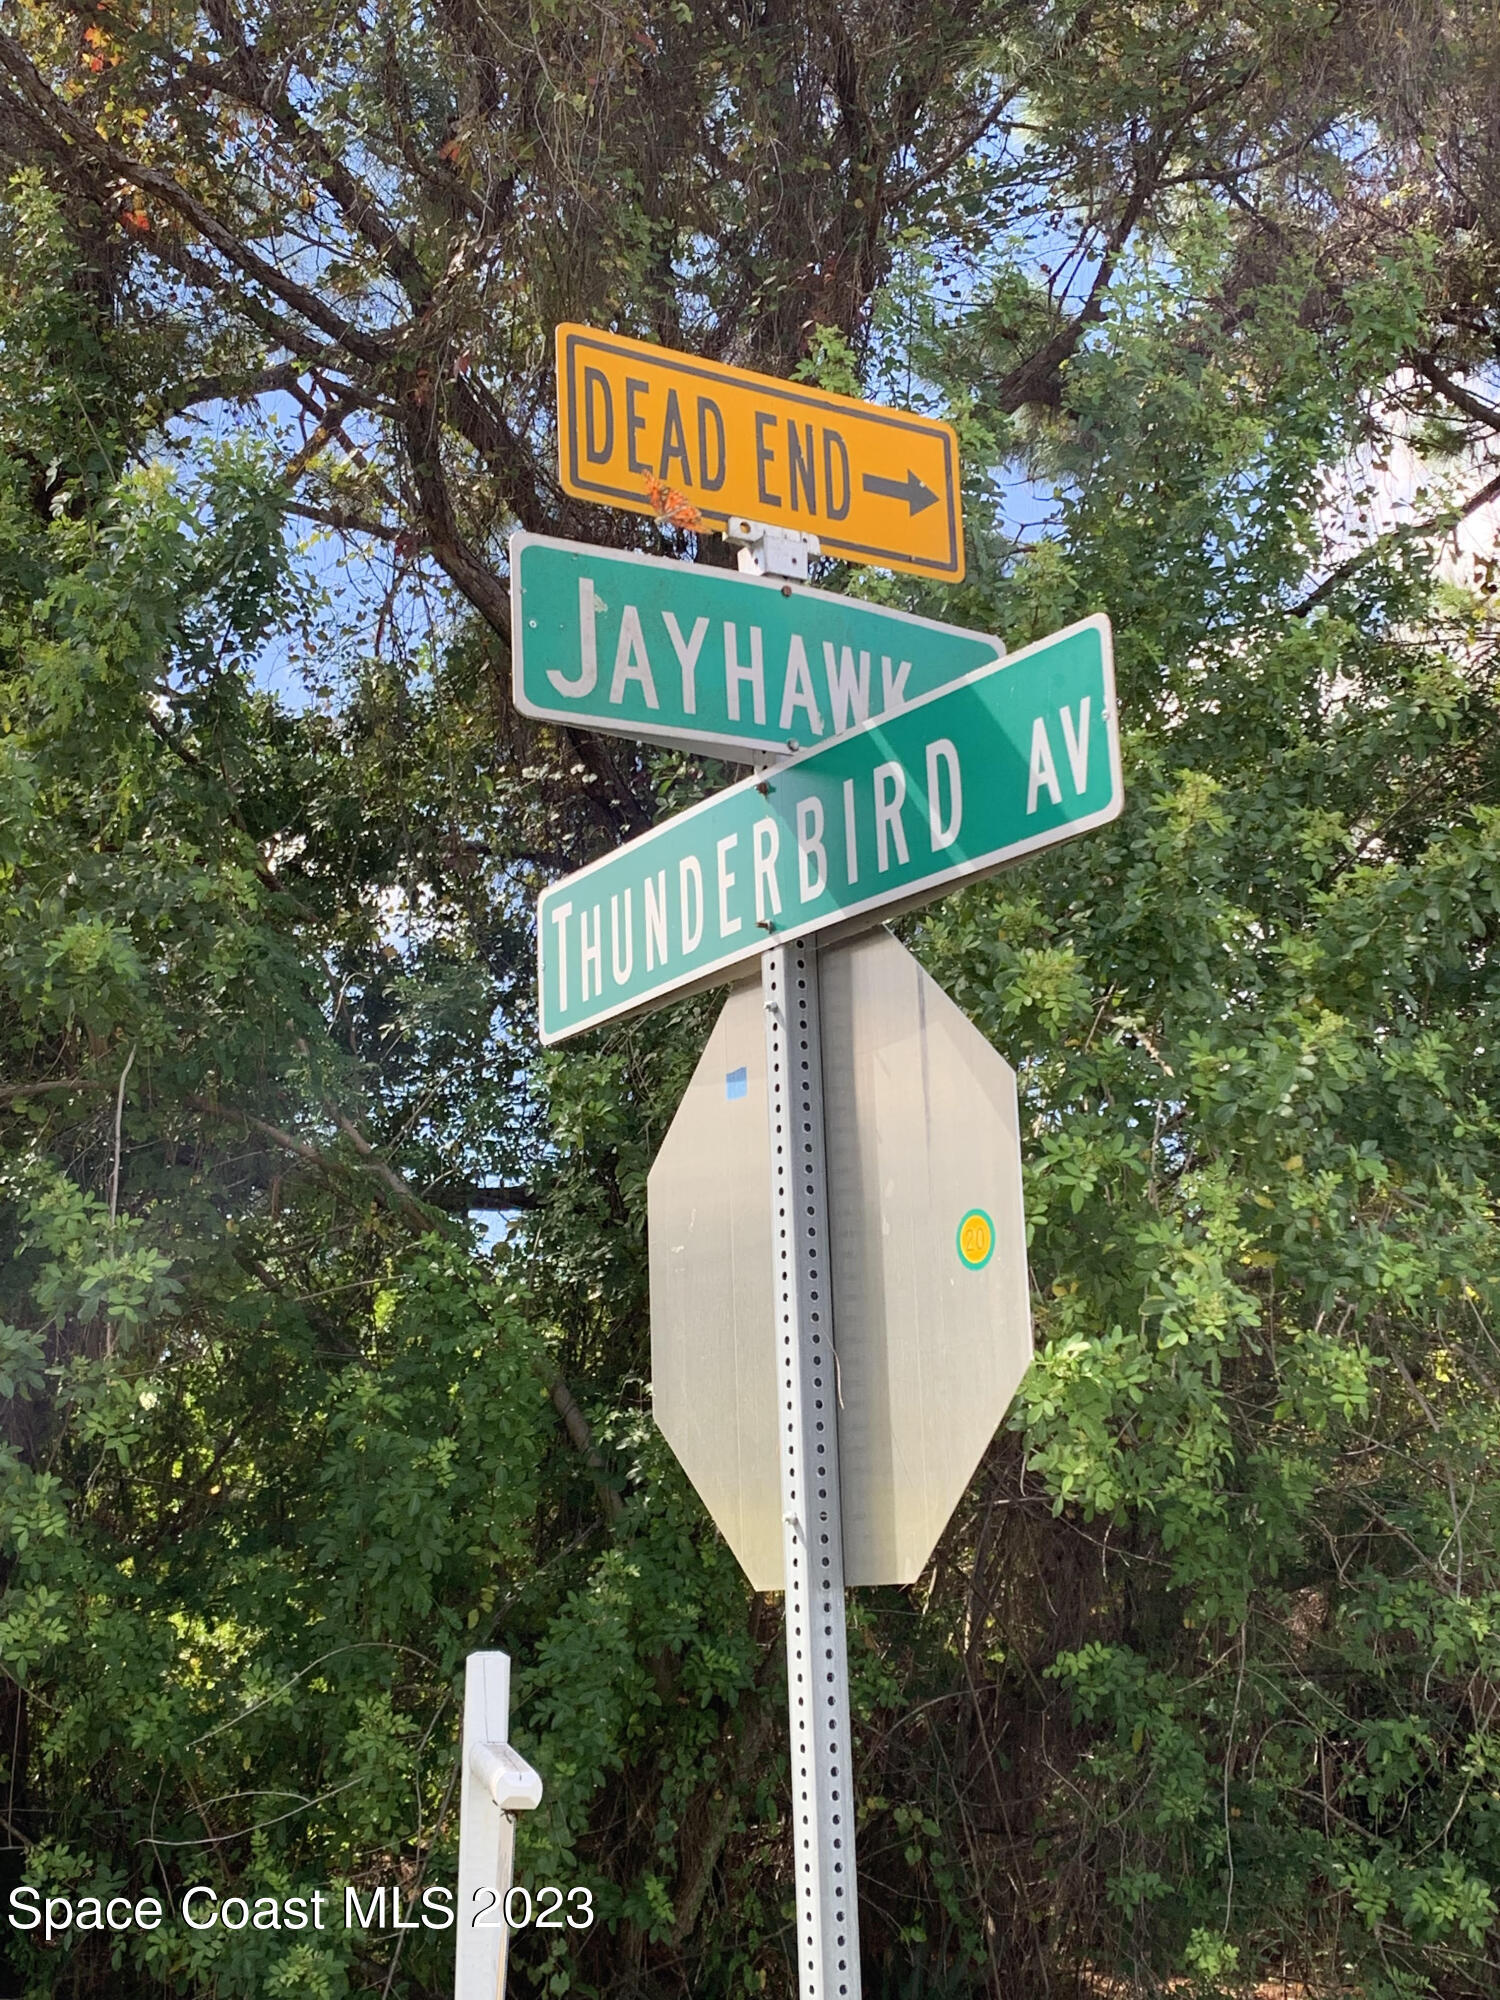 DEAD END →
JAYHAWK
THUNDERBIRD AV
20
Space Coast MLS 2023